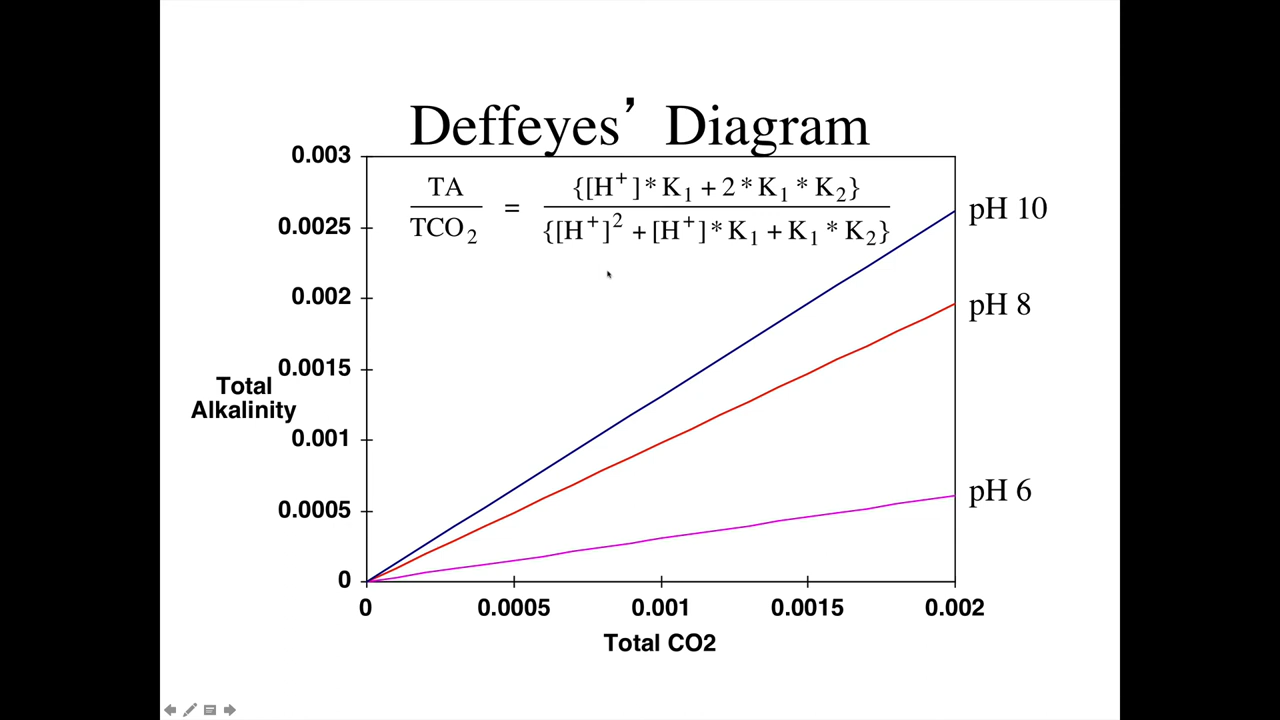 Deffeyes’ Diagram
0.003
TA / TCO₂ = {[H⁺]*K₁ + 2*K₁*K₂} / {[H⁺]² + [H⁺]*K₁ + K₁*K₂}
pH 10
0.0025
0.002
pH 8
0.0015
Total
Alkalinity
0.001
pH 6
0.0005
0
0 0.0005 0.001 0.0015 0.002
Total CO2